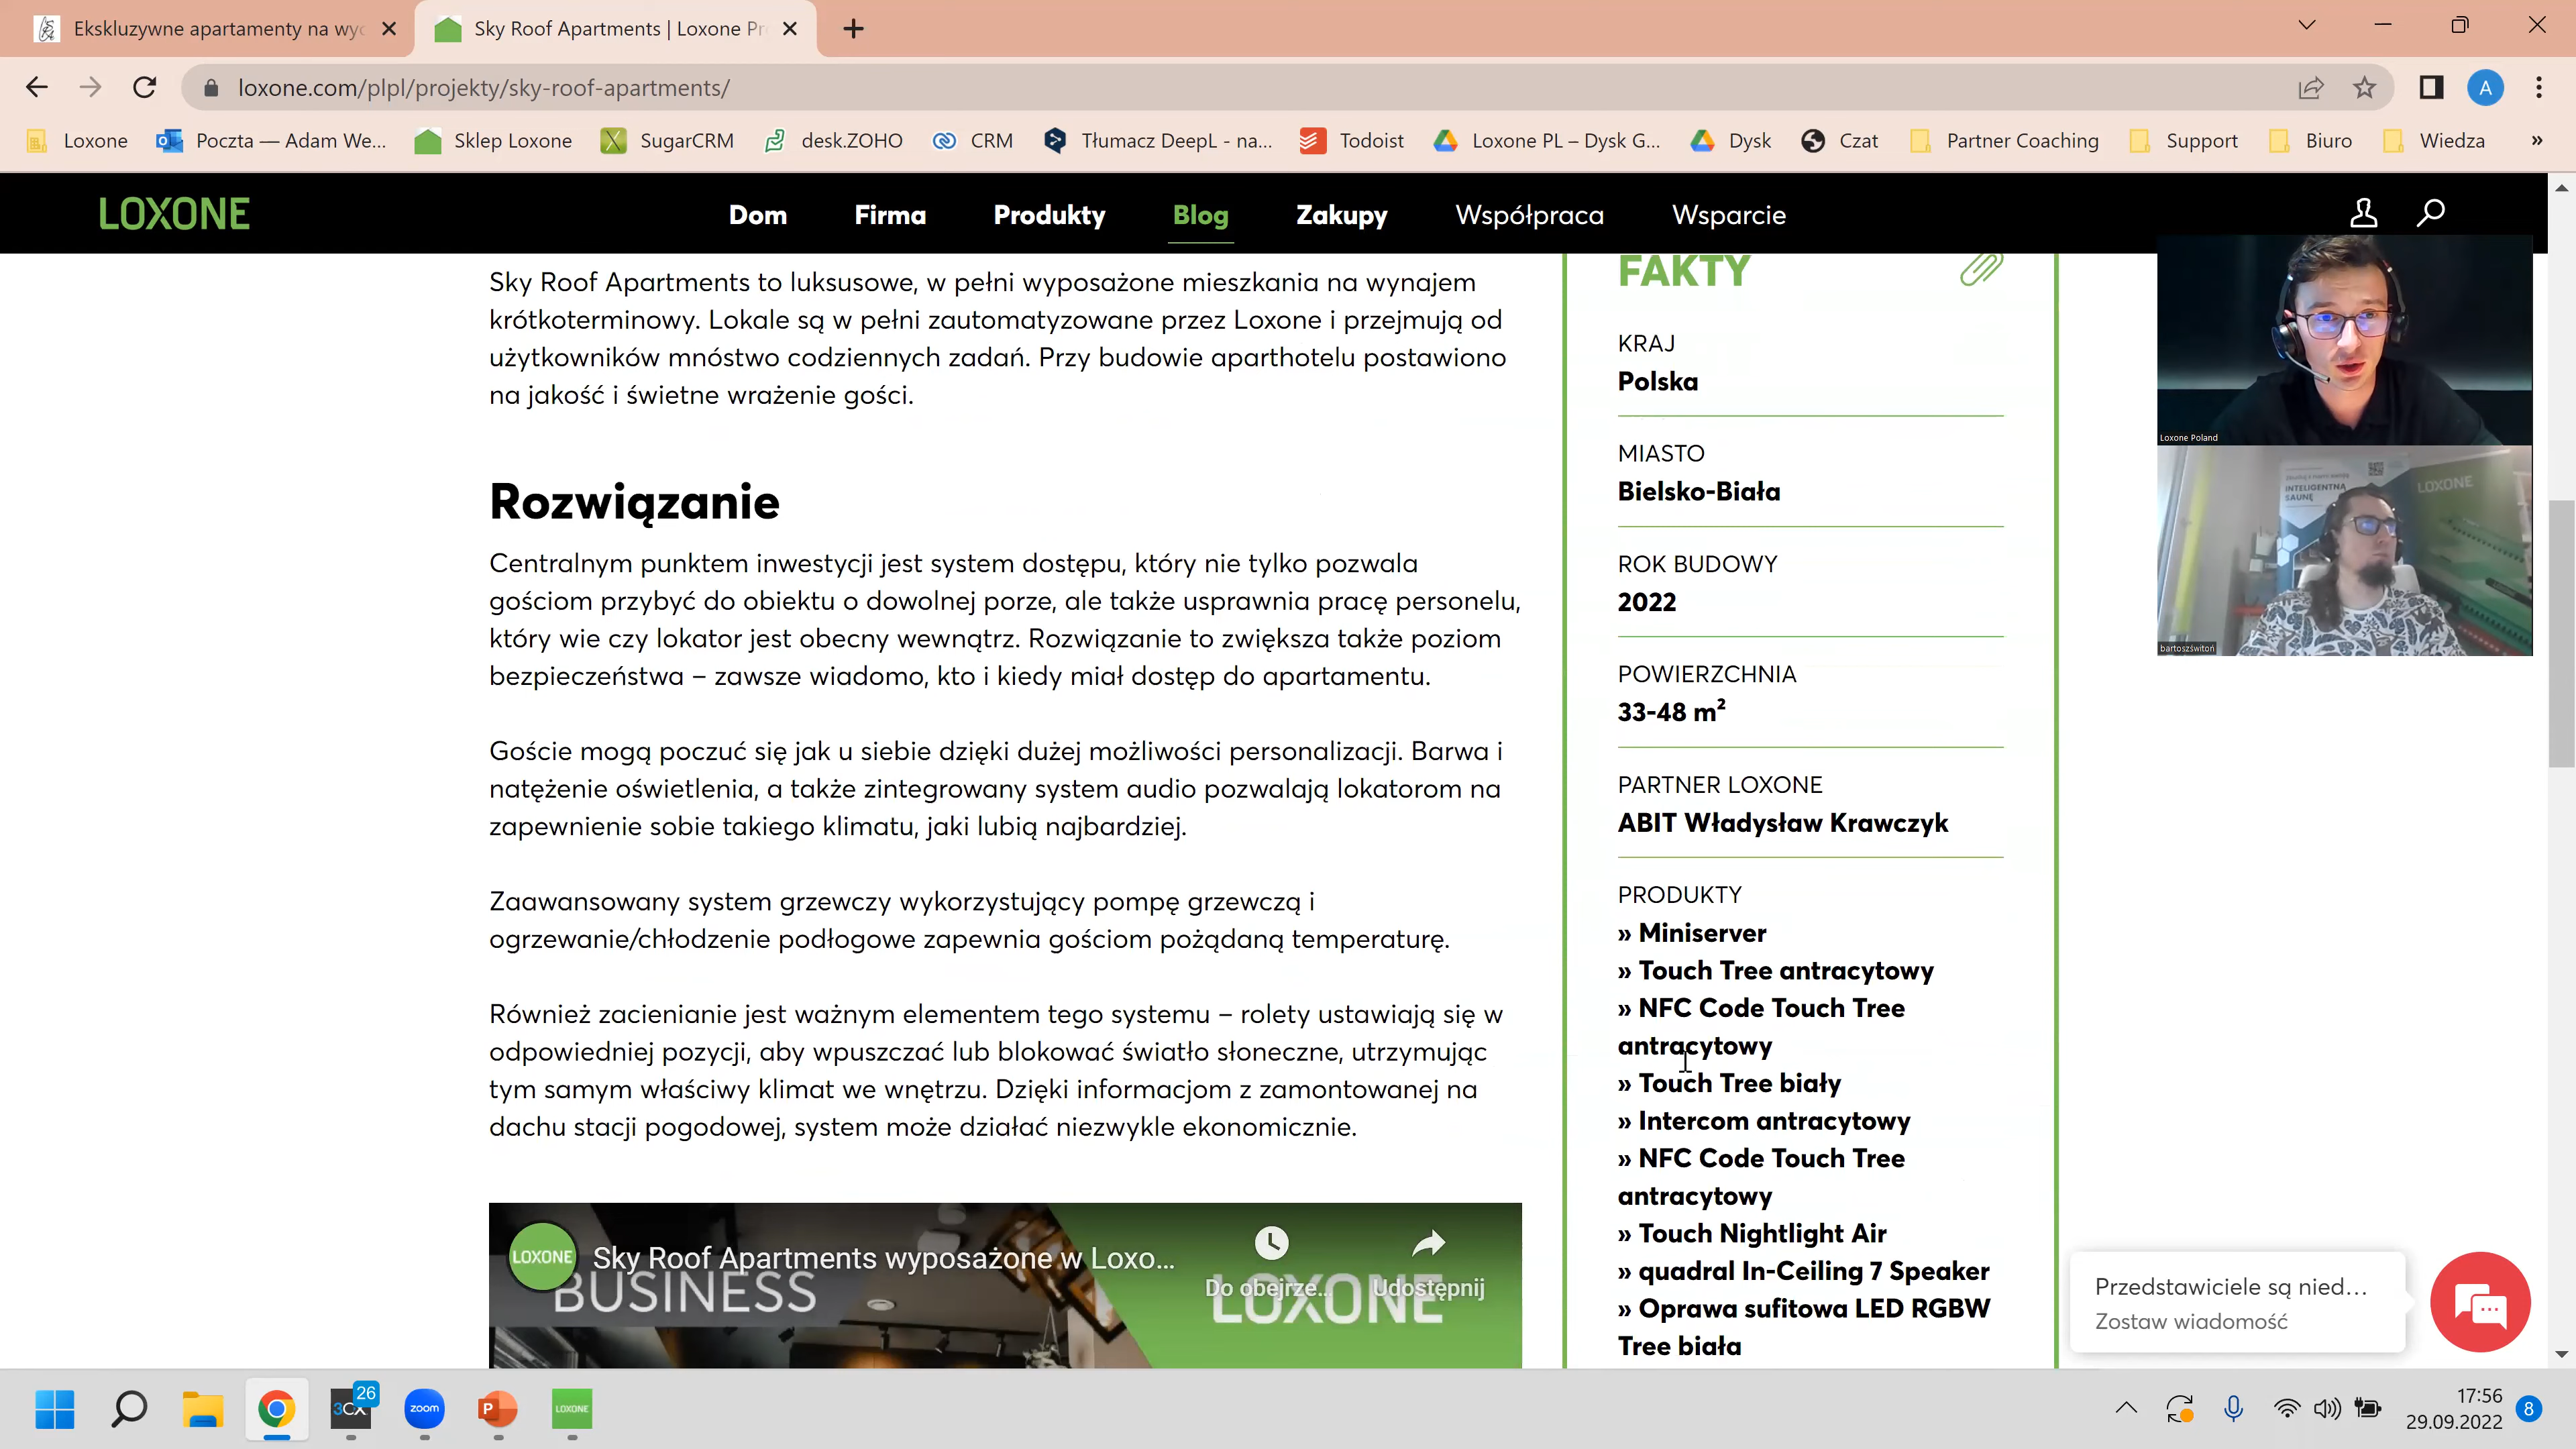 Ekskluzywne apartamenty na wyc
Sky Roof Apartments | Loxone Pr
loxone.com/plpl/projekty/sky-roof-apartments/
A
Loxone
Poczta — Adam We...
Sklep Loxone
SugarCRM
desk.ZOHO
CRM
Tłumacz DeepL - na...
Todoist
Loxone PL – Dysk G...
Dysk
Czat
Partner Coaching
Support
Biuro
Wiedza
»
LOXONE
Dom
Firma
Produkty
Blog
Zakupy
Współpraca
Wsparcie
Sky Roof Apartments to luksusowe, w pełni wyposażone mieszkania na wynajem
krótkoterminowy. Lokale są w pełni zautomatyzowane przez Loxone i przejmują od
użytkowników mnóstwo codziennych zadań. Przy budowie aparthotelu postawiono
na jakość i świetne wrażenie gości.
Rozwiązanie
Centralnym punktem inwestycji jest system dostępu, który nie tylko pozwala
gościom przybyć do obiektu o dowolnej porze, ale także usprawnia pracę personelu,
który wie czy lokator jest obecny wewnątrz. Rozwiązanie to zwiększa także poziom
bezpieczeństwa – zawsze wiadomo, kto i kiedy miał dostęp do apartamentu.
Goście mogą poczuć się jak u siebie dzięki dużej możliwości personalizacji. Barwa i
natężenie oświetlenia, a także zintegrowany system audio pozwalają lokatorom na
zapewnienie sobie takiego klimatu, jaki lubią najbardziej.
Zaawansowany system grzewczy wykorzystujący pompę grzewczą i
ogrzewanie/chłodzenie podłogowe zapewnia gościom pożądaną temperaturę.
Również zacienianie jest ważnym elementem tego systemu – rolety ustawiają się w
odpowiedniej pozycji, aby wpuszczać lub blokować światło słoneczne, utrzymując
tym samym właściwy klimat we wnętrzu. Dzięki informacjom z zamontowanej na
dachu stacji pogodowej, system może działać niezwykle ekonomicznie.
LOXONE
Sky Roof Apartments wyposażone w Loxo...
BUSINESS
Do obejrze...
Udostępnij
LOXONE
FAKTY
KRAJ
Polska
MIASTO
Bielsko-Biała
ROK BUDOWY
2022
POWIERZCHNIA
33-48 m²
PARTNER LOXONE
ABIT Władysław Krawczyk
PRODUKTY
» Miniserver
» Touch Tree antracytowy
» NFC Code Touch Tree
antracytowy
» Touch Tree biały
» Intercom antracytowy
» NFC Code Touch Tree
antracytowy
» Touch Nightlight Air
» quadral In-Ceiling 7 Speaker
» Oprawa sufitowa LED RGBW
Tree biała
Loxone Poland
INTELIGENTNĄ
SAUNĘ
LOXONE
bartoszświtoń
Przedstawiciele są nied...
Zostaw wiadomość
3CX
26
zoom
P
LOXONE
17:56
29.09.2022
8